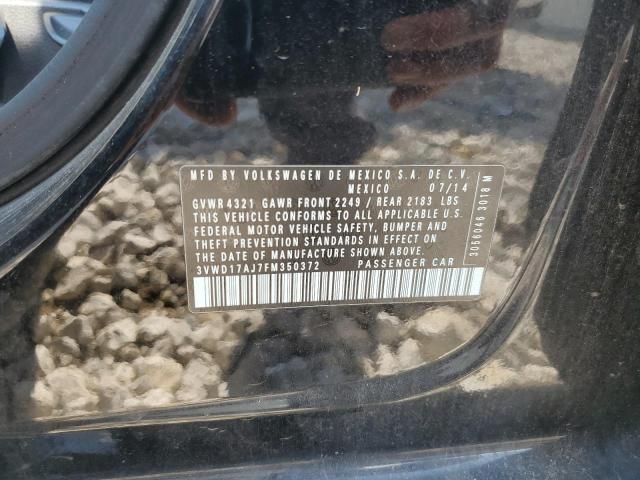 MFD BY VOLKSWAGEN DE MEXICO S.A. DE C.V.
MEXICO 07/14
GVWR 4321 GAWR FRONT 2249 / REAR 2183 LBS
THIS VEHICLE CONFORMS TO ALL APPLICABLE U.S.
FEDERAL MOTOR VEHICLE SAFETY, BUMPER AND
THEFT PREVENTION STANDARDS IN EFFECT ON
THE DATE OF MANUFACTURE SHOWN ABOVE.
3VWD17AJ7FM350372 PASSENGER CAR
3056046 3018 M